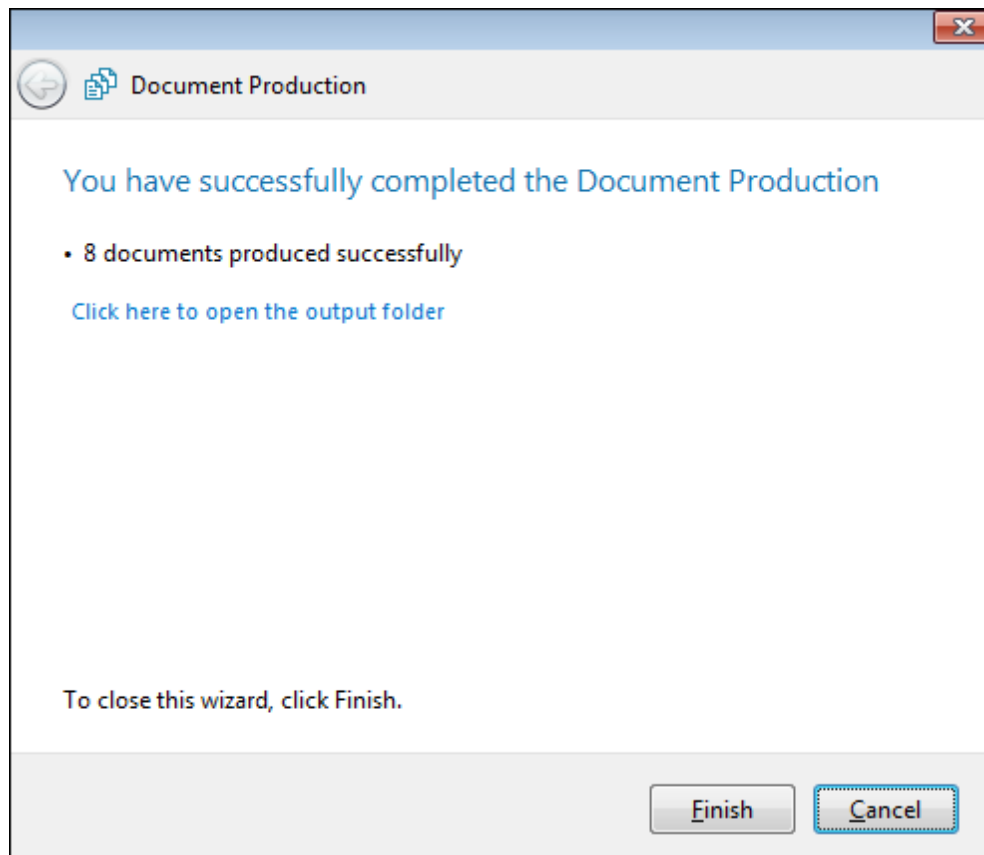 Document Production
You have successfully completed the Document Production
• 8 documents produced successfully
Click here to open the output folder
To close this wizard, click Finish.
Finish
Cancel